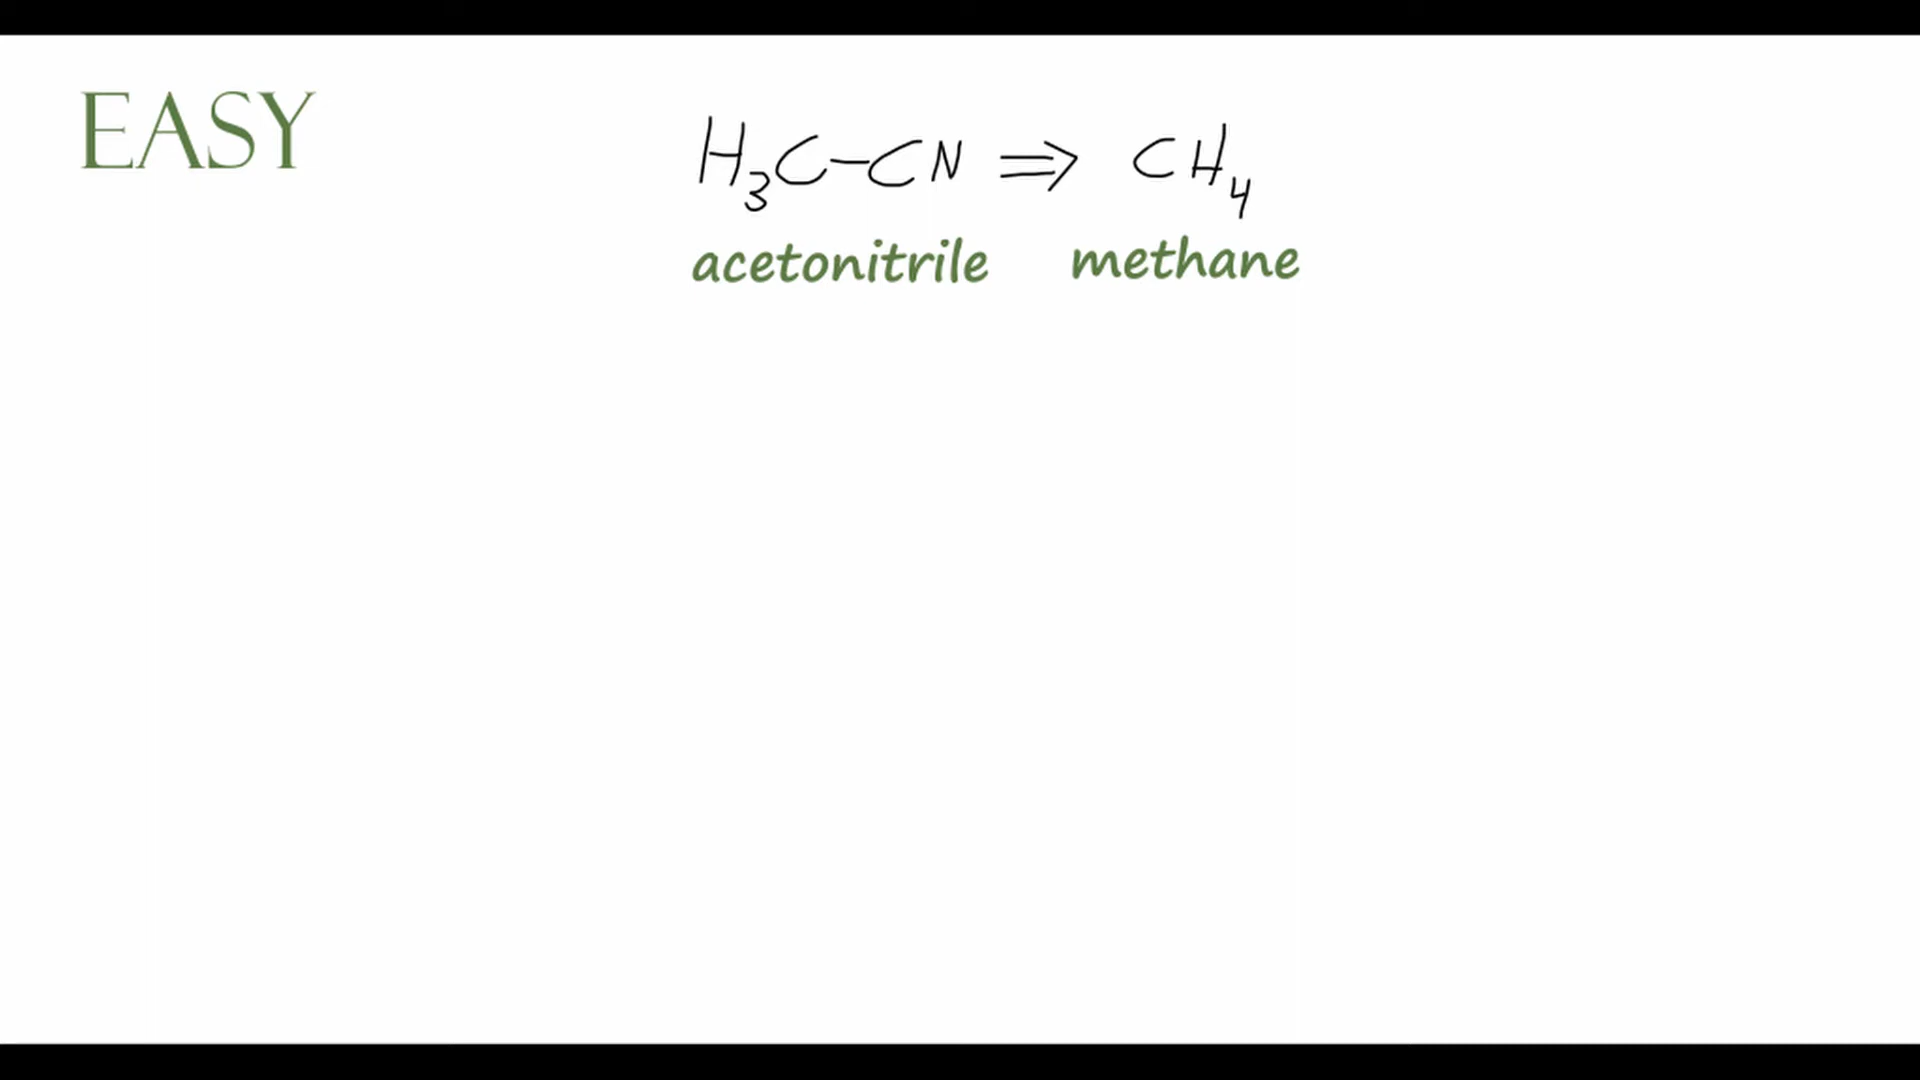 EASY
H₃C-CN ⇒ CH₄
acetonitrile methane